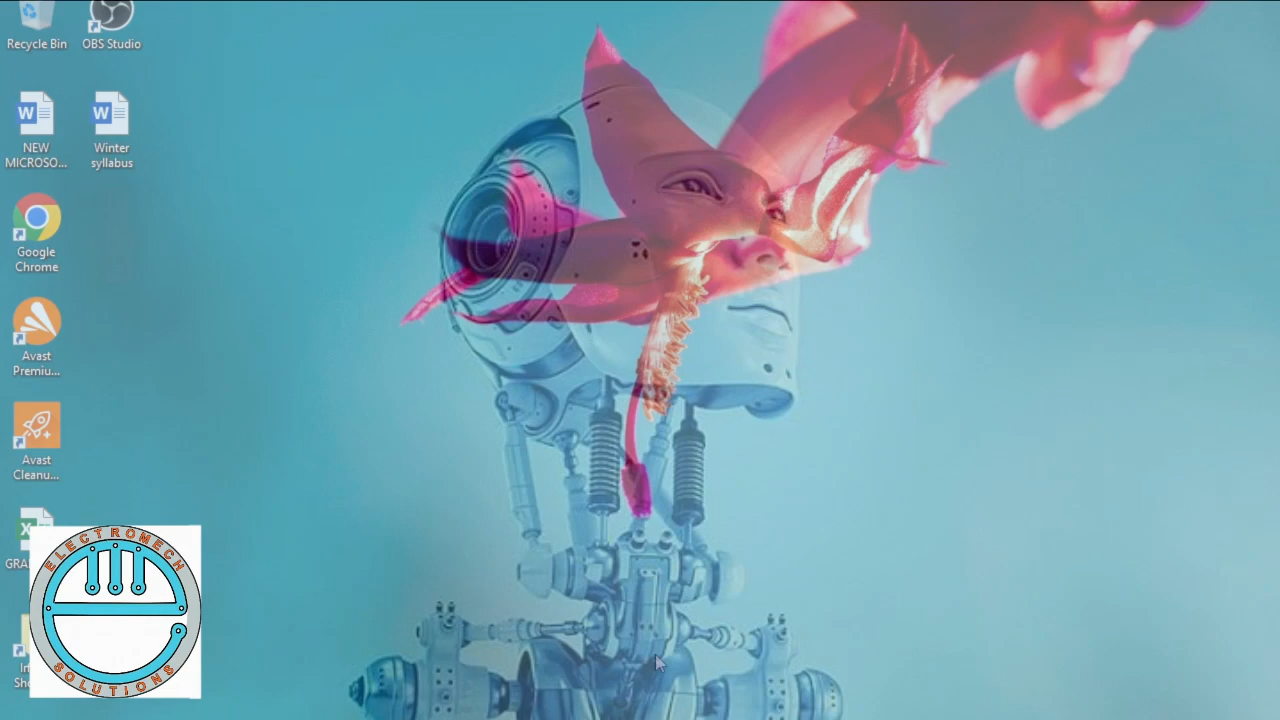 Recycle Bin
OBS Studio
NEW
MICROSO...
Winter
syllabus
Google
Chrome
Avast
Premiu...
Avast
Cleanu...
GRA
ELECTROMECH
SOLUTIONS